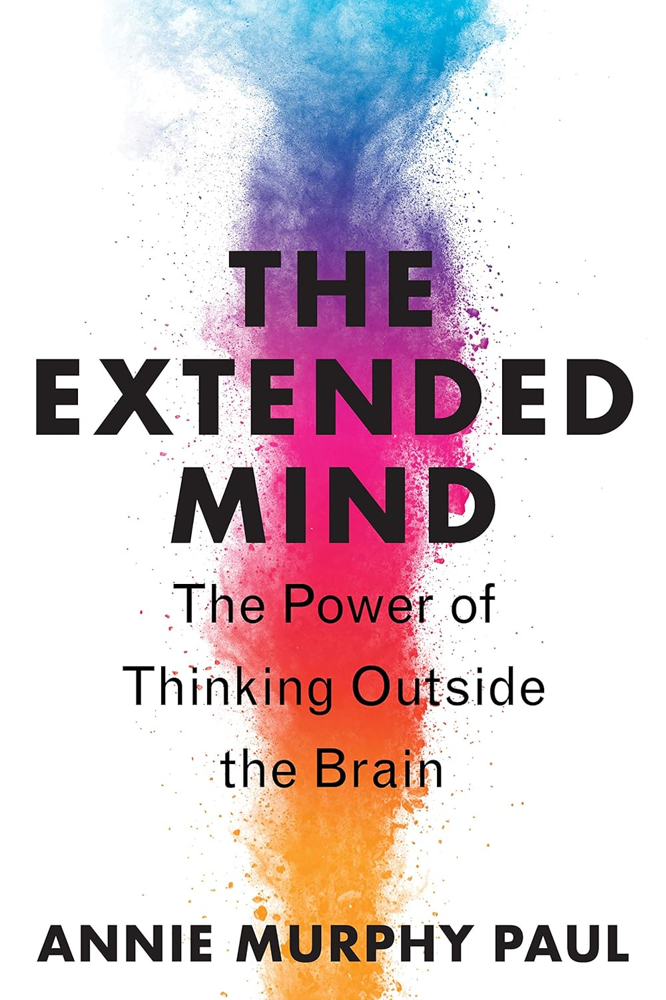 THE
EXTENDED
MIND
The Power of
Thinking Outside
the Brain
ANNIE MURPHY PAUL